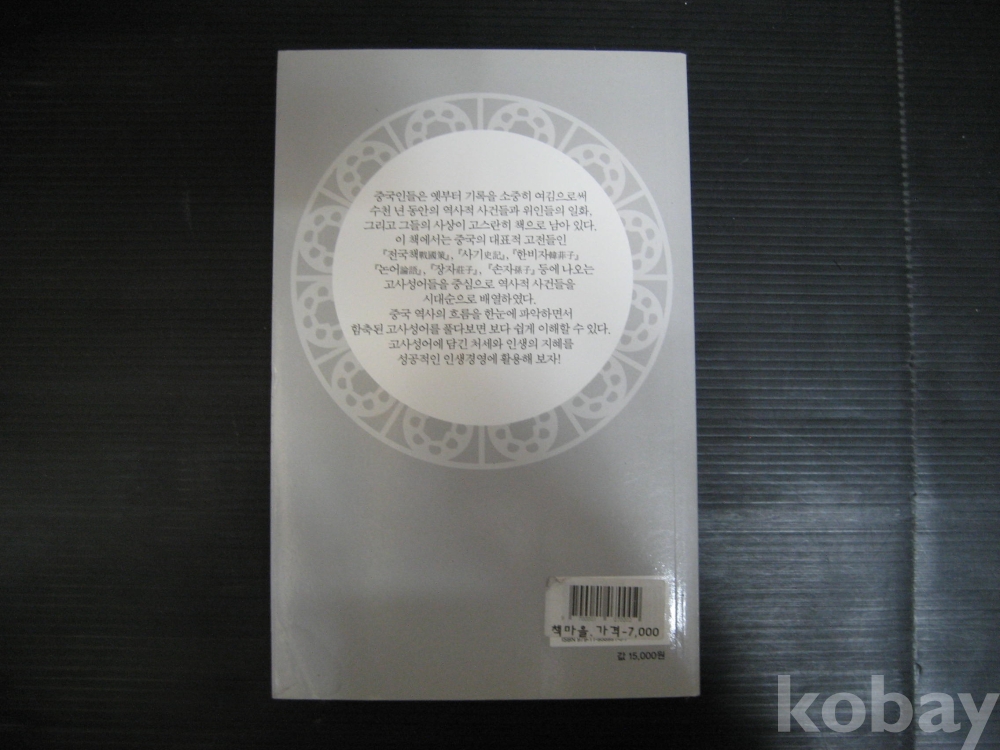 중국인들은 옛부터 기록을 소중히 여김으로써
수천 년 동안의 역사적 사건들과 위인들의 일화,
그리고 그들의 사상이 고스란히 책으로 남아 있다.
이 책에서는 중국의 대표적 고전들인
『전국책戰國策』, 『사기史記』, 『한비자韓非子』
『논어論語』, 『장자莊子』, 『손자孫子』 등에 나오는
고사성어들을 중심으로 역사적 사건들을
시대순으로 배열하였다.
중국 역사의 흐름을 한눈에 파악하면서
함축된 고사성어를 풀다보면 보다 쉽게 이해할 수 있다.
고사성어에 담긴 처세와 인생의 지혜를
성공적인 인생경영에 활용해 보자!
책마을, 가격-7,000
값 15,000원
kobay